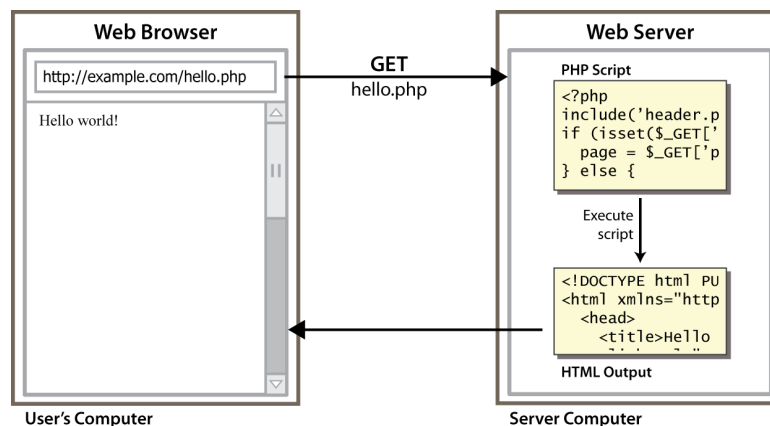 Web Browser
http://example.com/hello.php
Hello world!
User's Computer
GET
hello.php
Web Server
PHP Script
<?php
include('header.p
if (isset($_GET['
page = $_GET['p
} else {
Execute
script
<!DOCTYPE html PU
<html xmlns="http
<head>
<title>Hello
HTML Output
Server Computer